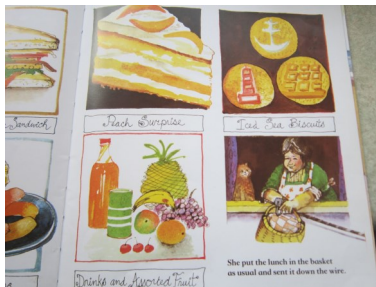 Sandwich
Peach Surprise
Iced Sea Biscuits
Drinks and Assorted Fruit
She put the lunch in the basket
as usual and sent it down the wire.